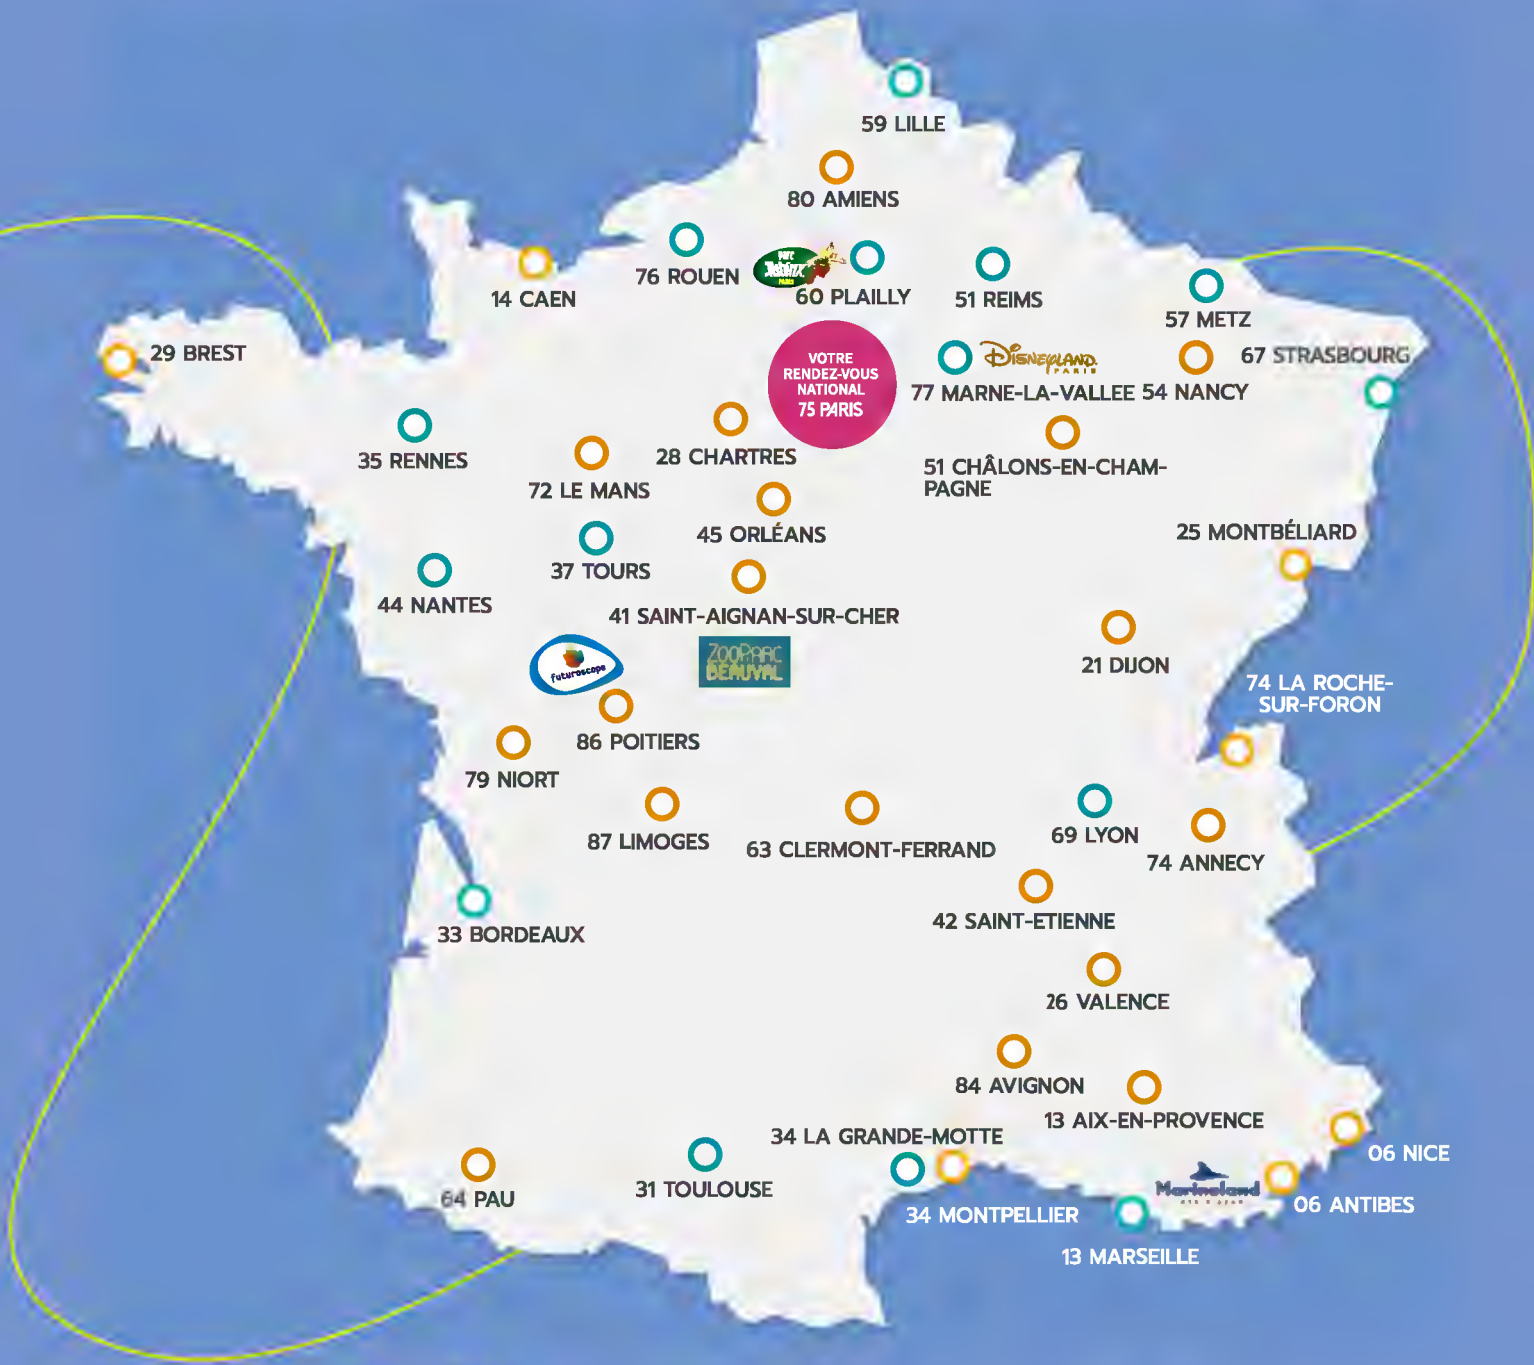 59 LILLE
80 AMIENS
76 ROUEN
PARC
Astérix
PARIS
60 PLAILLY
51 REIMS
14 CAEN
57 METZ
29 BREST
VOTRE
RENDEZ-VOUS
NATIONAL
75 PARIS
DISNEYLAND
PARIS
77 MARNE-LA-VALLEE
54 NANCY
67 STRASBOURG
35 RENNES
28 CHARTRES
72 LE MANS
51 CHÂLONS-EN-CHAM-
PAGNE
45 ORLÉANS
25 MONTBÉLIARD
37 TOURS
44 NANTES
41 SAINT-AIGNAN-SUR-CHER
ZOOPARC
BEAUVAL
futuroscope
21 DIJON
74 LA ROCHE-
SUR-FORON
86 POITIERS
79 NIORT
87 LIMOGES
63 CLERMONT-FERRAND
69 LYON
74 ANNECY
33 BORDEAUX
42 SAINT-ETIENNE
26 VALENCE
84 AVIGNON
13 AIX-EN-PROVENCE
34 LA GRANDE-MOTTE
06 NICE
64 PAU
31 TOULOUSE
Marineland
06 ANTIBES
34 MONTPELLIER
13 MARSEILLE